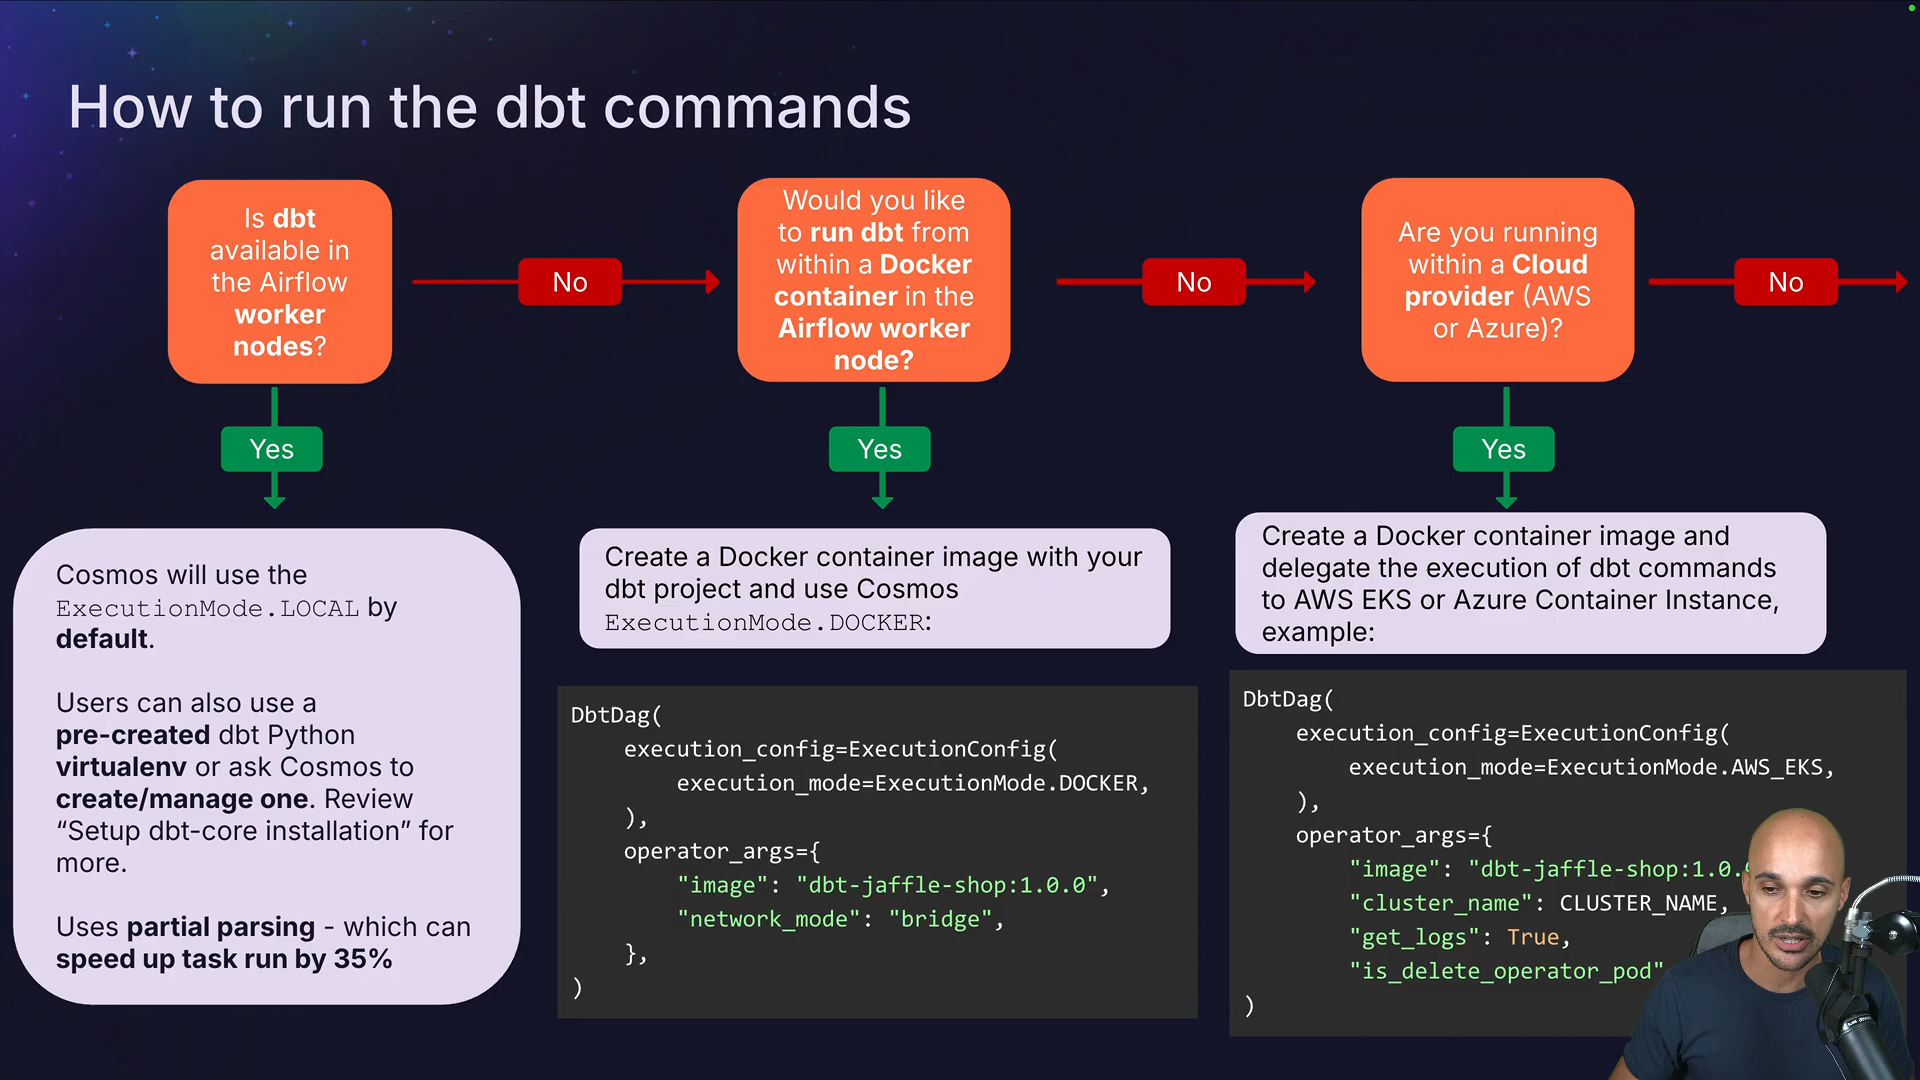 How to run the dbt commands
Is dbt
available in
the Airflow
worker
nodes?
No
Would you like
to run dbt from
within a Docker
container in the
Airflow worker
node?
No
Are you running
within a Cloud
provider (AWS
or Azure)?
No
Yes
Yes
Yes
Cosmos will use the
ExecutionMode.LOCAL by
default.
Users can also use a
pre-created dbt Python
virtualenv or ask Cosmos to
create/manage one. Review
“Setup dbt-core installation” for
more.
Uses partial parsing - which can
speed up task run by 35%
Create a Docker container image with your
dbt project and use Cosmos
ExecutionMode.DOCKER:
DbtDag(
execution_config=ExecutionConfig(
execution_mode=ExecutionMode.DOCKER,
),
operator_args={
"image": "dbt-jaffle-shop:1.0.0",
"network_mode": "bridge",
},
)
Create a Docker container image and
delegate the execution of dbt commands
to AWS EKS or Azure Container Instance,
example:
DbtDag(
execution_config=ExecutionConfig(
execution_mode=ExecutionMode.AWS_EKS,
),
operator_args={
"image": "dbt-jaffle-shop:1.0.
"cluster_name": CLUSTER_NAME,
"get_logs": True,
"is_delete_operator_pod"
)